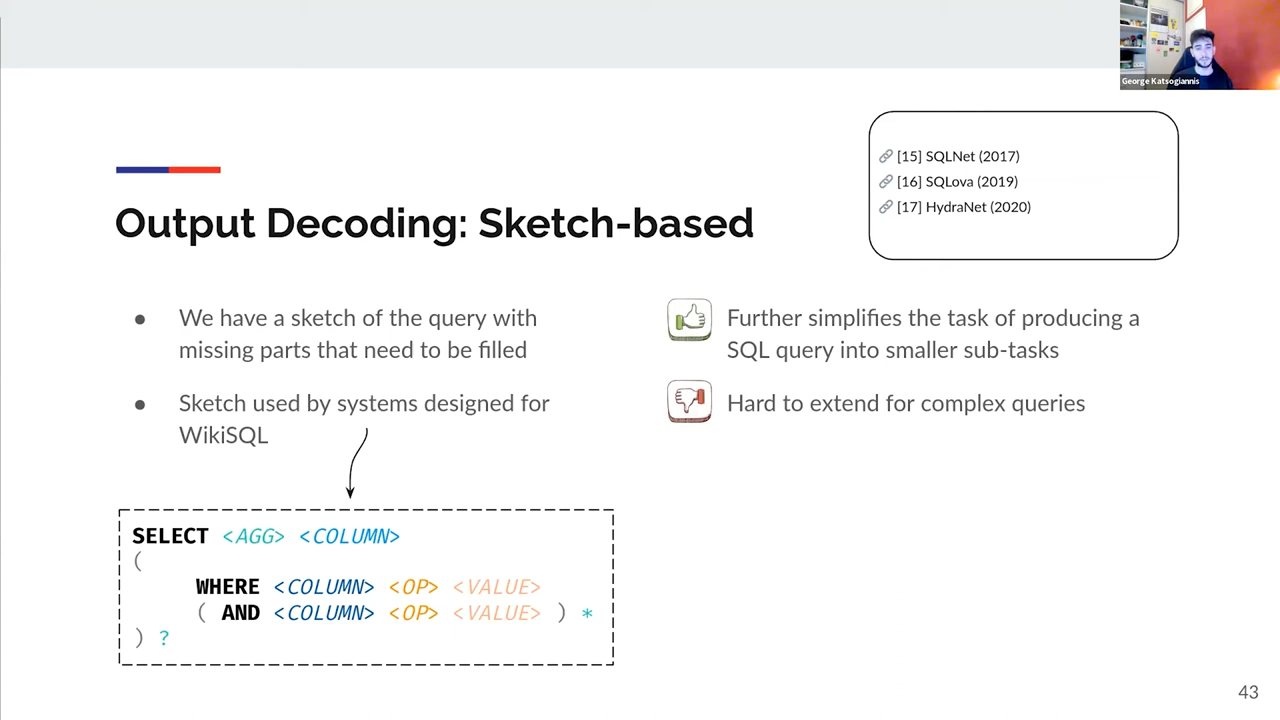 George Katsogiannis
[15] SQLNet (2017)
[16] SQLova (2019)
[17] HydraNet (2020)
Output Decoding: Sketch-based
We have a sketch of the query with
missing parts that need to be filled
Sketch used by systems designed for
WikiSQL
SELECT <AGG> <COLUMN>
(
WHERE <COLUMN> <OP> <VALUE>
( AND <COLUMN> <OP> <VALUE> ) *
) ?
Further simplifies the task of producing a
SQL query into smaller sub-tasks
Hard to extend for complex queries
43